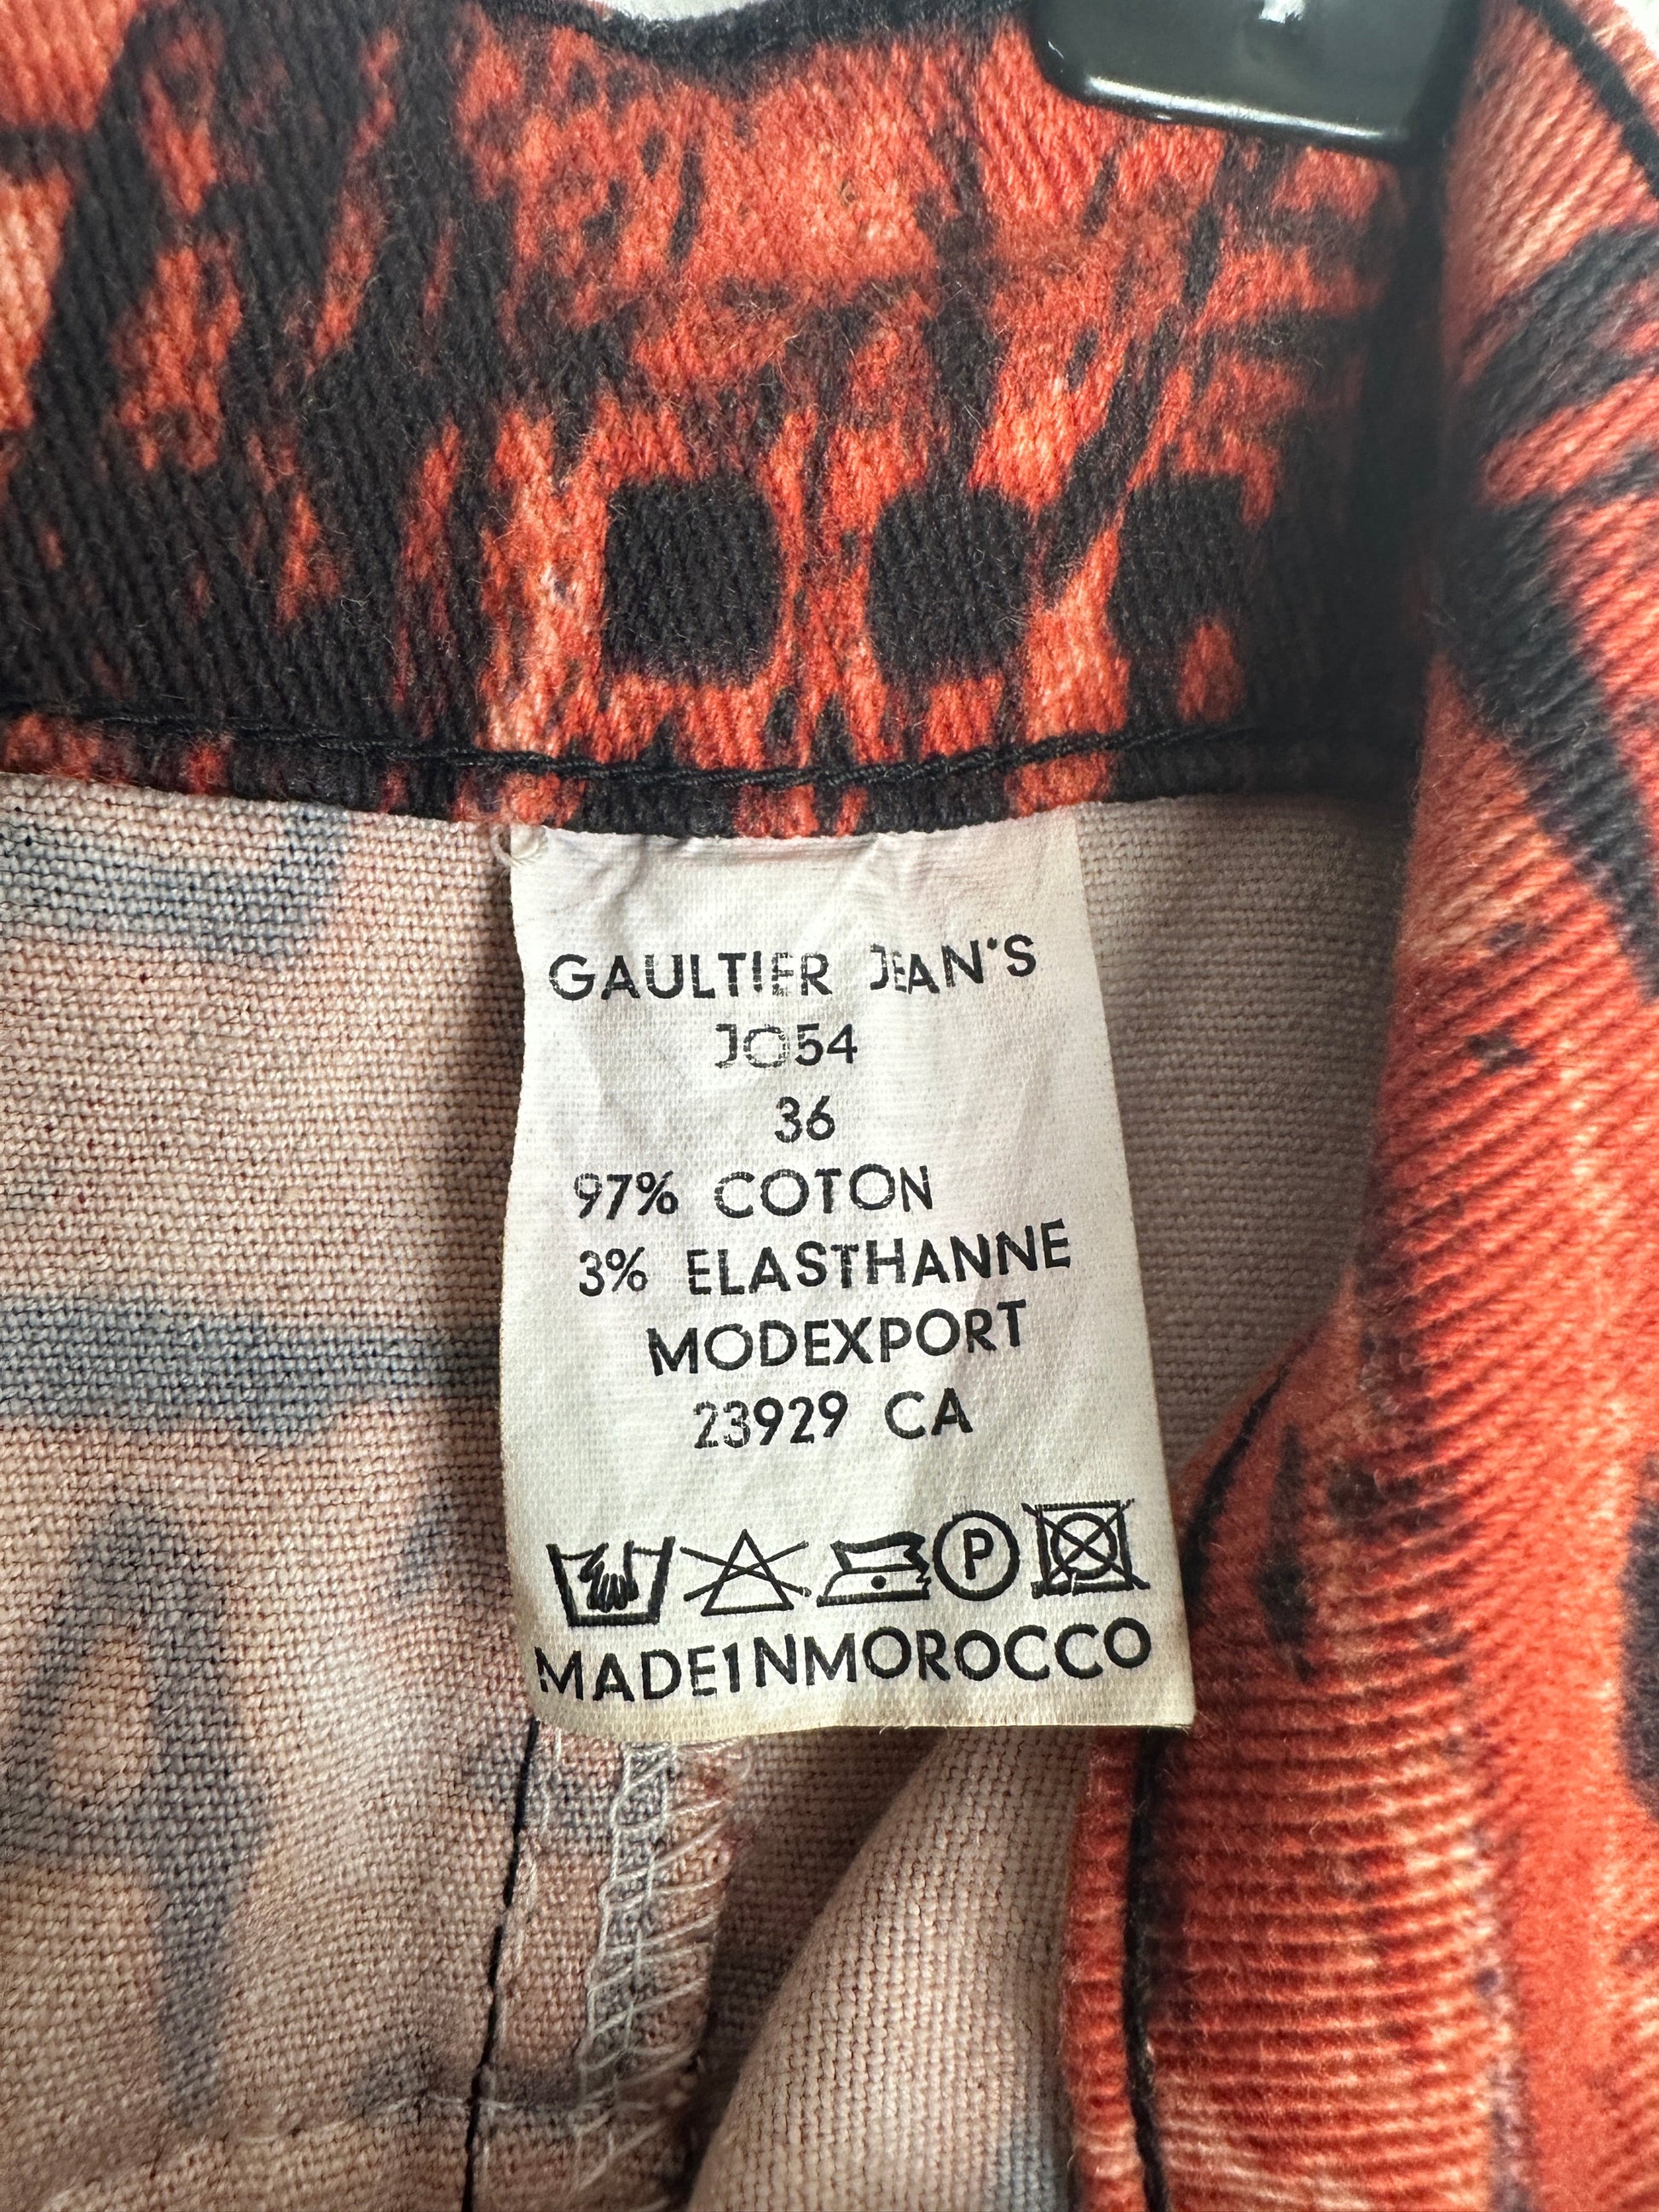 GAULTIER JEAN'S
JO54
36
97% COTON
3% ELASTHANNE
MODEXPORT
23929 CA
P
MADE1NMOROCCO